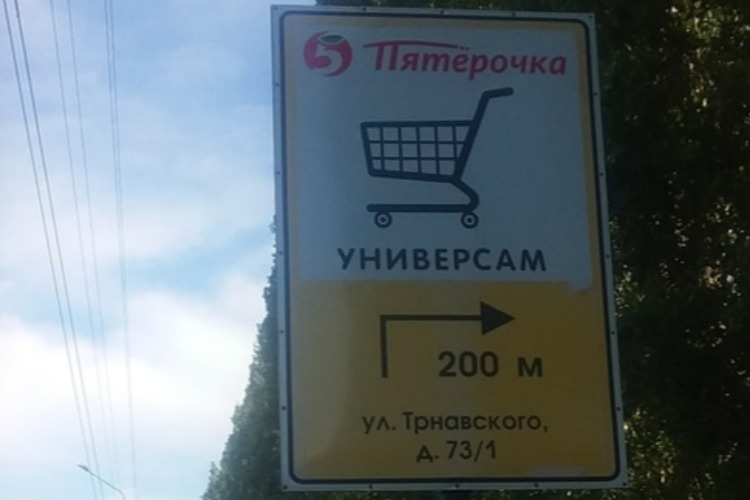 5 Пятёрочка
УНИВЕРСАМ
200 м
ул. Трнавского,
д. 73/1